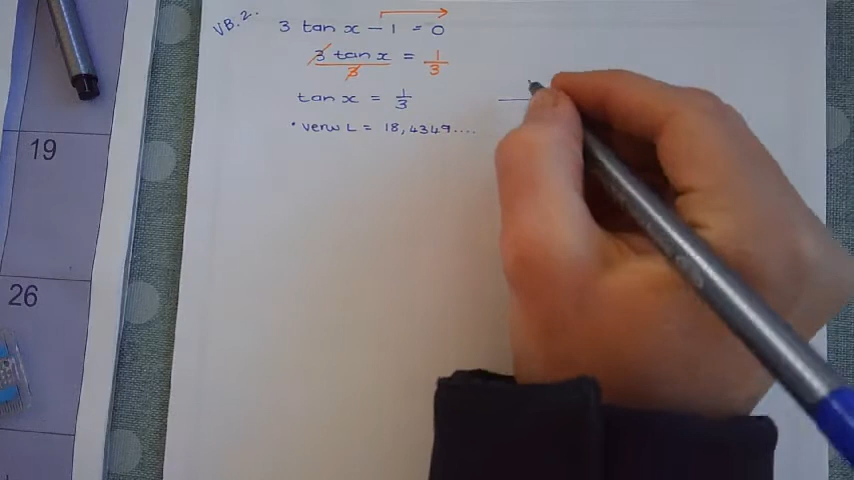 VB.2.
3 tan x - 1 = 0
3 tan x / 3 = 1/3
tan x = 1/3
• verw L = 18,4349....
19
26